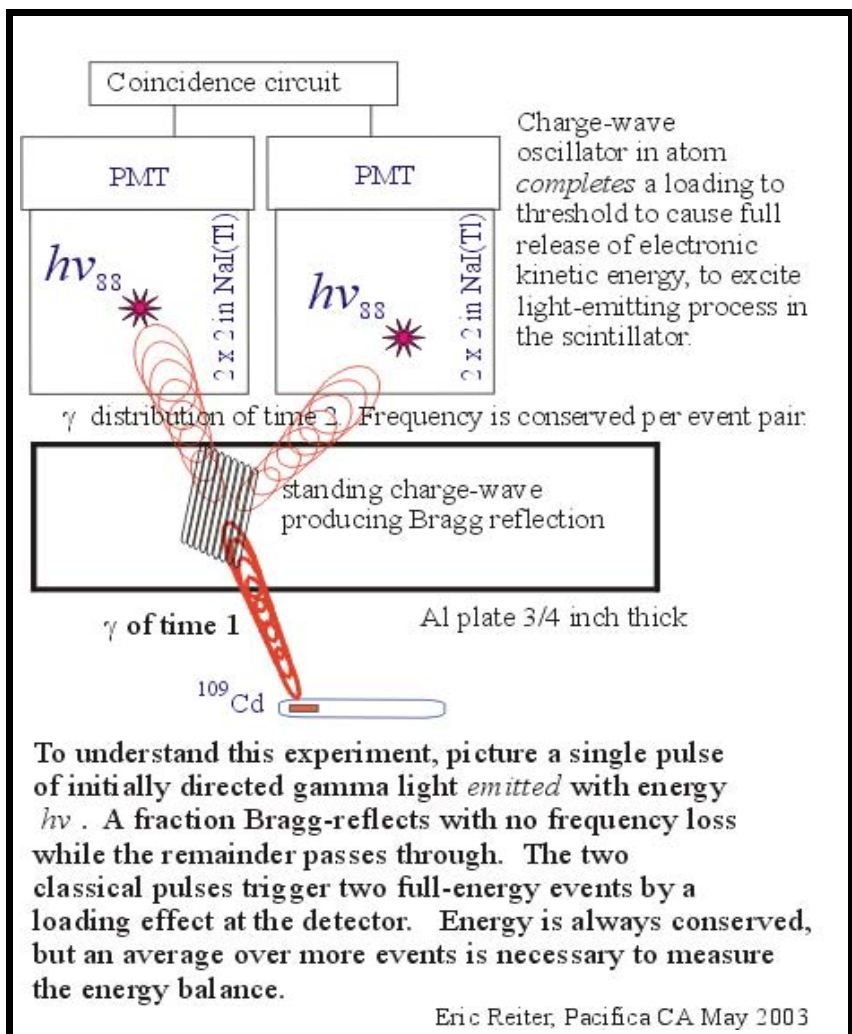 Coincidence circuit
PMT
PMT
hν88
2 x 2 in NaI(Tl)
hν88
2 x 2 in NaI(Tl)
Charge-wave
oscillator in atom
completes a loading to
threshold to cause full
release of electronic
kinetic energy, to excite
light-emitting process in
the scintillator.
γ distribution of time 2. Frequency is conserved per event pair.
standing charge-wave
producing Bragg reflection
γ of time 1
Al plate 3/4 inch thick
109Cd
To understand this experiment, picture a single pulse
of initially directed gamma light emitted with energy
hν . A fraction Bragg-reflects with no frequency loss
while the remainder passes through. The two
classical pulses trigger two full-energy events by a
loading effect at the detector. Energy is always conserved,
but an average over more events is necessary to measure
the energy balance.
Eric Reiter, Pacifica CA May 2003